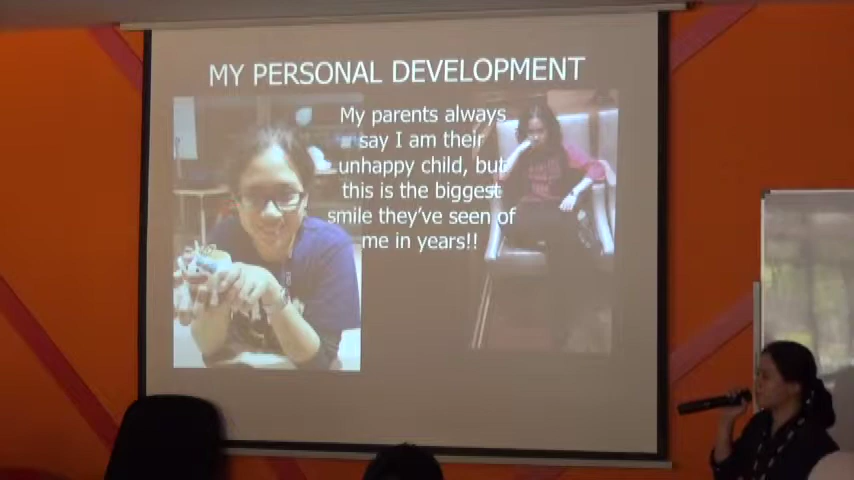 MY PERSONAL DEVELOPMENT
My parents always
say I am their
unhappy child, but
this is the biggest
smile they've seen of
me in years!!